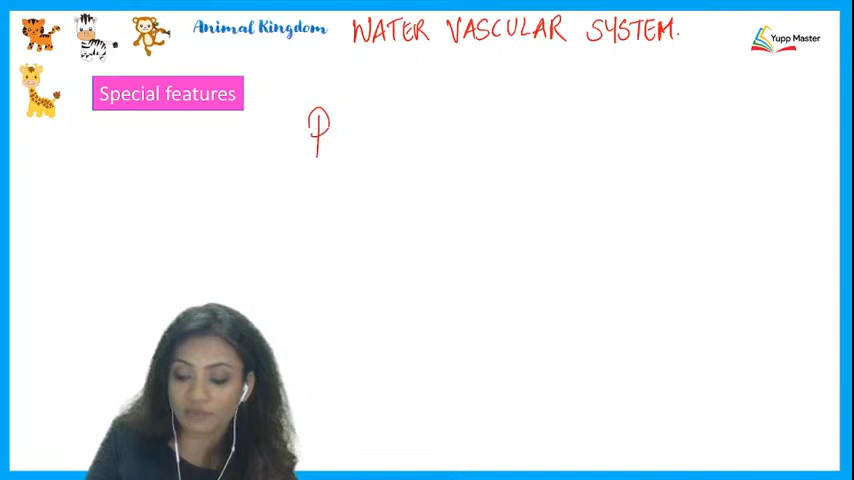 Animal Kingdom WATER VASCULAR SYSTEM.
Yupp Master
Special features
P